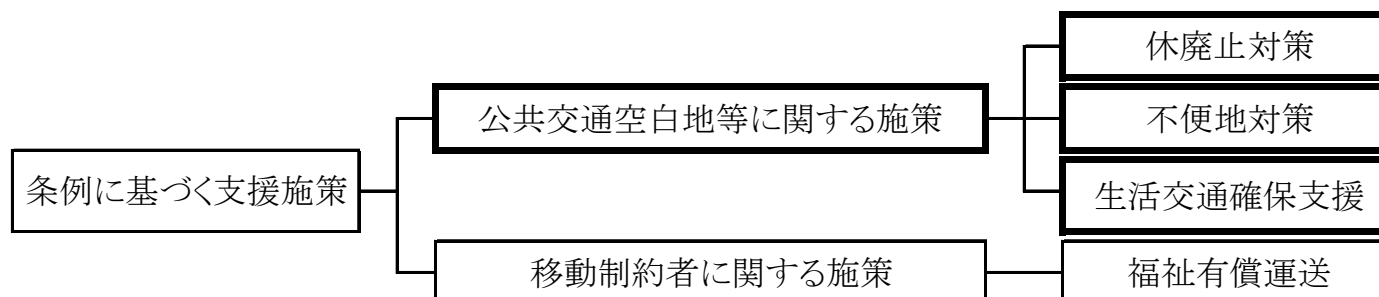 条例に基づく支援施策
公共交通空白地等に関する施策
休廃止対策
不便地対策
生活交通確保支援
移動制約者に関する施策
福祉有償運送